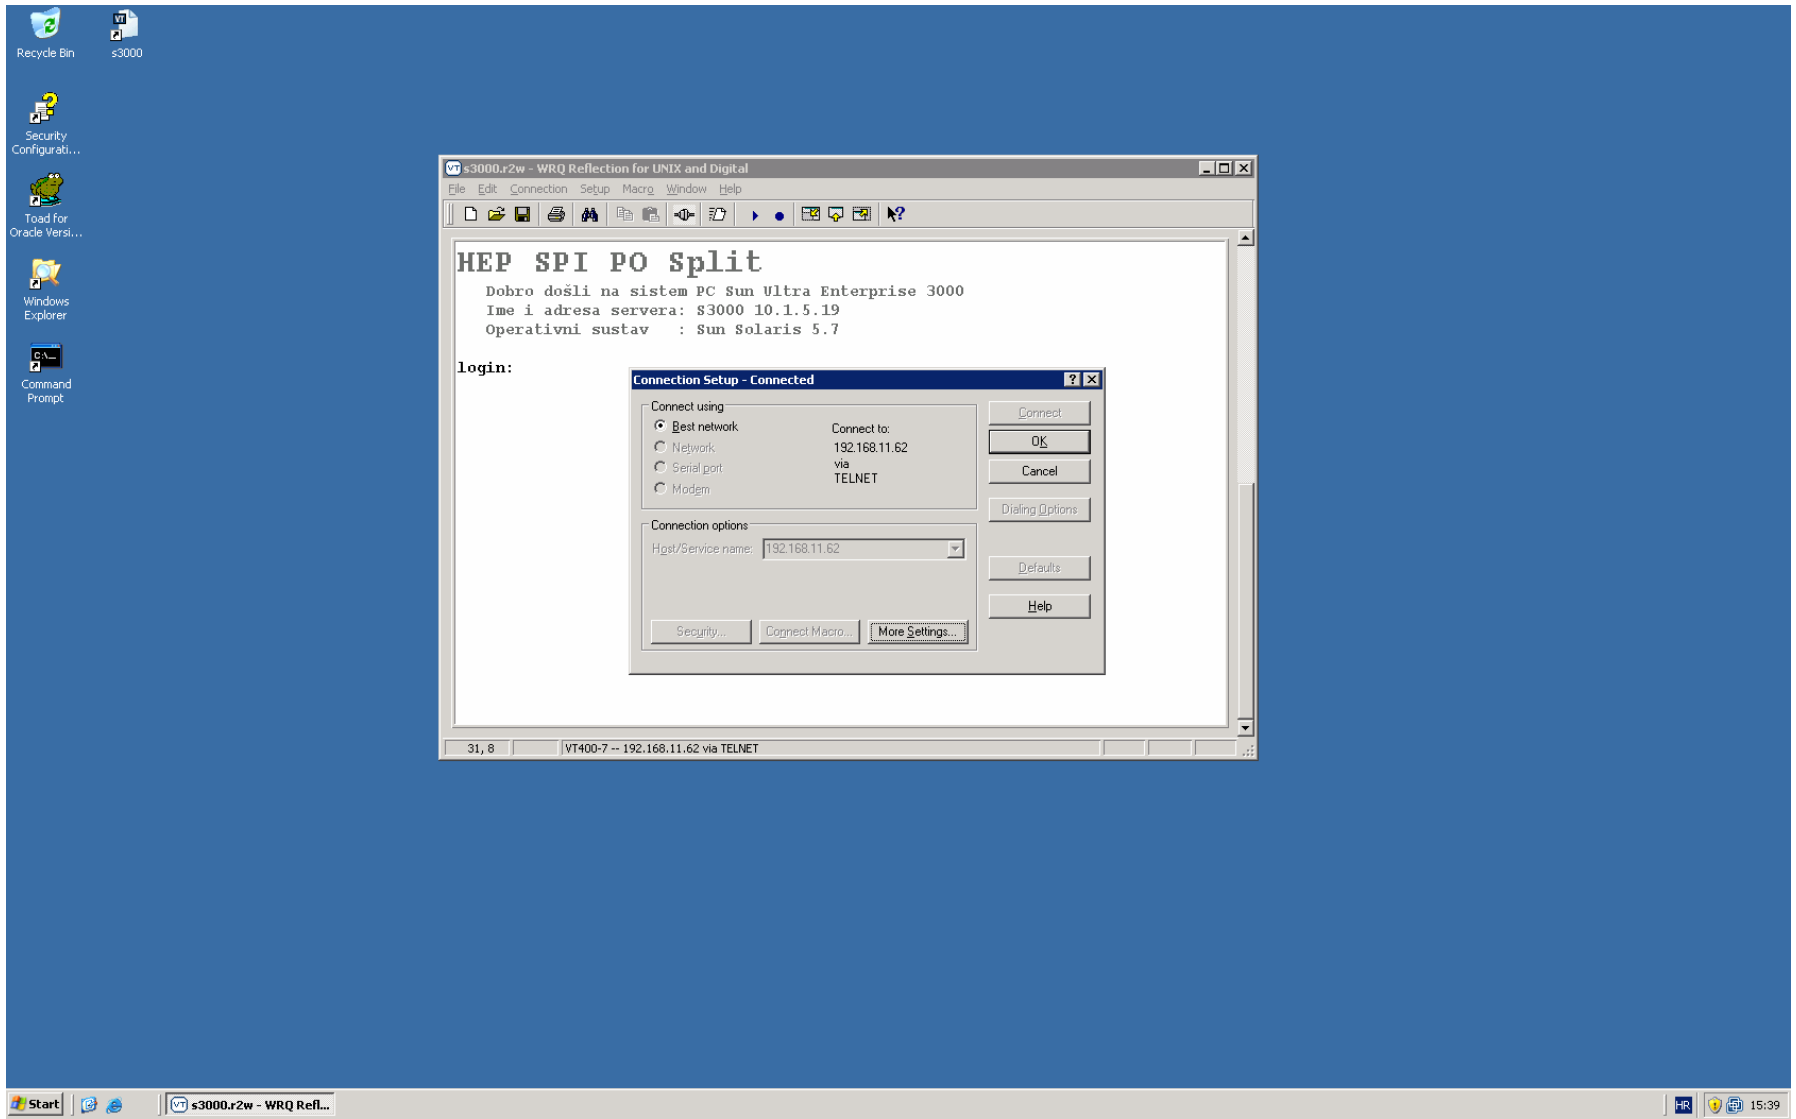 Recycle Bin
s3000
Security
Configurati...
Toad for
Oracle Versi...
Windows
Explorer
C:\_
Command
Prompt
VT s3000.r2w - WRQ Reflection for UNIX and Digital
File Edit Connection Setup Macro Window Help
HEP SPI PO Split
Dobro došli na sistem PC Sun Ultra Enterprise 3000
Ime i adresa servera: S3000 10.1.5.19
Operativni sustav : Sun Solaris 5.7
login:
Connection Setup - Connected
Connect using
Best network
Network
Serial port
Modem
Connect to:
192.168.11.62
via
TELNET
Connect
OK
Cancel
Dialing Options
Connection options
Host/Service name: 192.168.11.62
Defaults
Help
Security... Connect Macro... More Settings...
31, 8 VT400-7 -- 192.168.11.62 via TELNET
Start VT s3000.r2w - WRQ Refl... HR 15:39